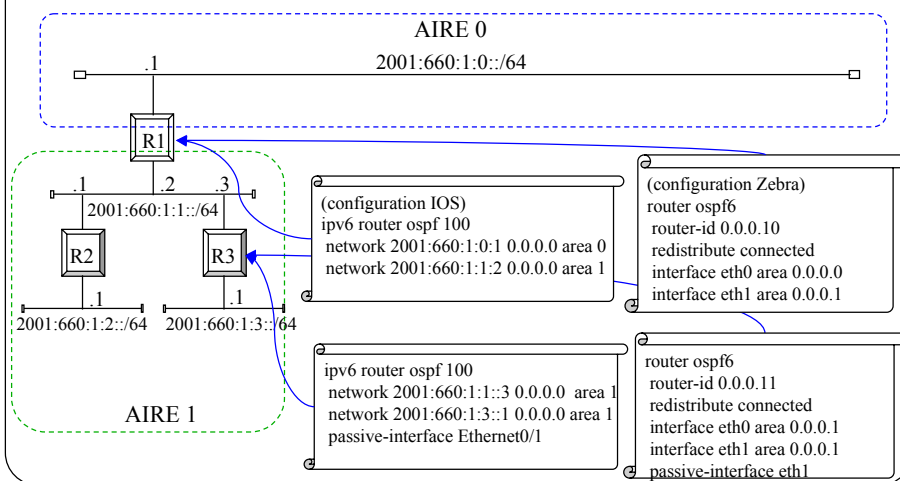 AIRE 0
2001:660:1:0::/64
.1
R1
.1
.2
.3
2001:660:1:1::/64
R2
R3
.1
.1
2001:660:1:2::/64
2001:660:1:3::/64
AIRE 1
(configuration IOS)
ipv6 router ospf 100
network 2001:660:1:0:1 0.0.0.0 area 0
network 2001:660:1:1:2 0.0.0.0 area 1
(configuration Zebra)
router ospf6
router-id 0.0.0.10
redistribute connected
interface eth0 area 0.0.0.0
interface eth1 area 0.0.0.1
ipv6 router ospf 100
network 2001:660:1:1::3 0.0.0.0 area 1
network 2001:660:1:3::1 0.0.0.0 area 1
passive-interface Ethernet0/1
router ospf6
router-id 0.0.0.11
redistribute connected
interface eth0 area 0.0.0.1
interface eth1 area 0.0.0.1
passive-interface eth1